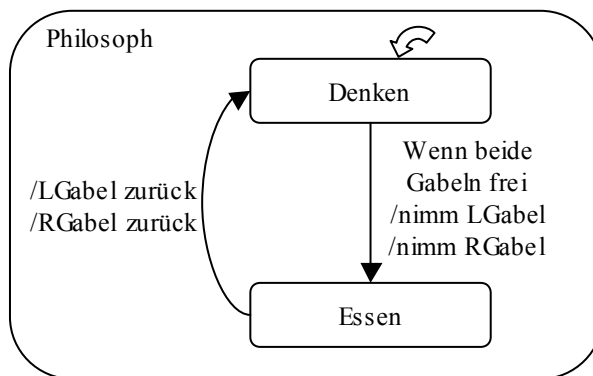 Philosoph
Denken
Wenn beide
Gabeln frei
/nimm LGabel
/nimm RGabel
/LGabel zurück
/RGabel zurück
Essen